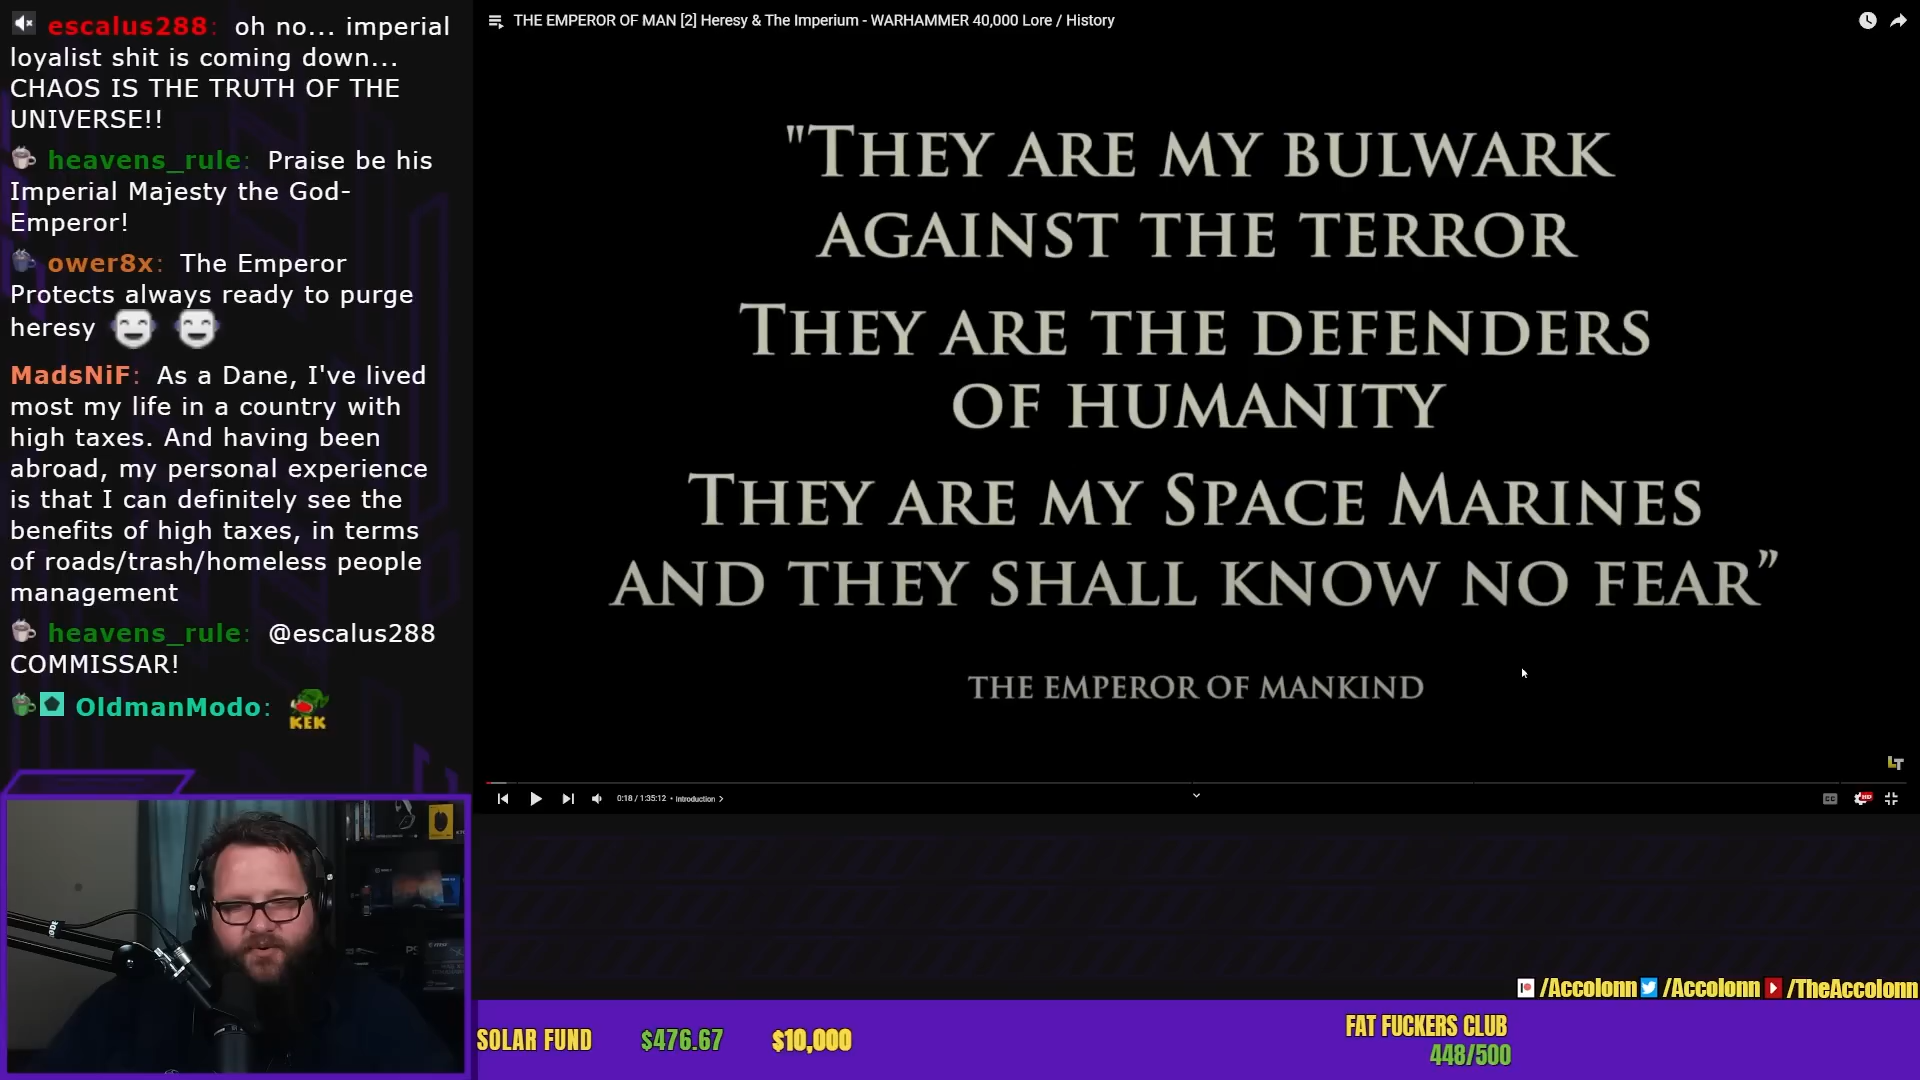 escalus288: oh no... imperial
loyalist shit is coming down...
CHAOS IS THE TRUTH OF THE
UNIVERSE!!
heavens_rule: Praise be his
Imperial Majesty the God-
Emperor!
ower8x: The Emperor
Protects always ready to purge
heresy
MadsNiF: As a Dane, I've lived
most my life in a country with
high taxes. And having been
abroad, my personal experience
is that I can definitely see the
benefits of high taxes, in terms
of roads/trash/homeless people
management
heavens_rule: @escalus288
COMMISSAR!
OldmanModo: KEK
THE EMPEROR OF MAN [2] Heresy & The Imperium - WARHAMMER 40,000 Lore / History
"THEY ARE MY BULWARK
AGAINST THE TERROR
THEY ARE THE DEFENDERS
OF HUMANITY
THEY ARE MY SPACE MARINES
AND THEY SHALL KNOW NO FEAR”
THE EMPEROR OF MANKIND
LT
0:18 / 1:35:12 • Introduction
CC
HD
/Accolonn /Accolonn /TheAccolonn
SOLAR FUND $476.67 $10,000
FAT FUCKERS CLUB
448/500